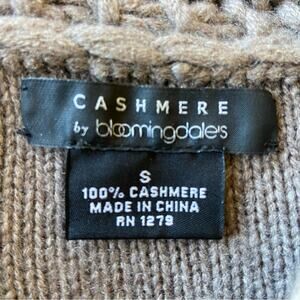 CASHMERE
by bloomingdale's
S
100% CASHMERE
MADE IN CHINA
RN 1279